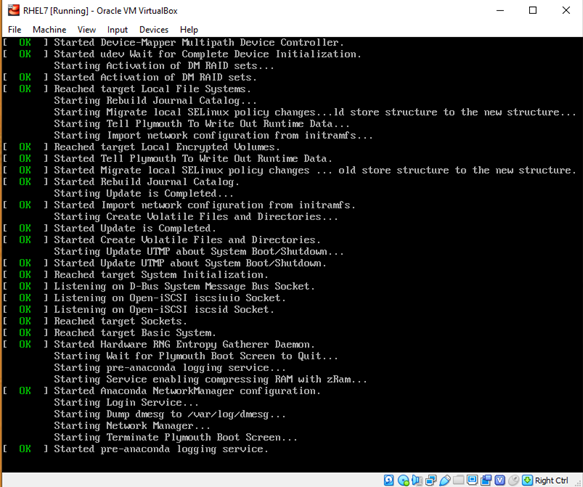 RHEL7 [Running] - Oracle VM VirtualBox
File Machine View Input Devices Help
[ OK ] Started Device-Mapper Multipath Device Controller.
[ OK ] Started udev Wait for Complete Device Initialization.
Starting Activation of DM RAID sets...
[ OK ] Started Activation of DM RAID sets.
[ OK ] Reached target Local File Systems.
Starting Rebuild Journal Catalog...
Starting Migrate local SELinux policy changes...ld store structure to the new structure...
Starting Tell Plymouth To Write Out Runtime Data...
Starting Import network configuration from initramfs...
[ OK ] Reached target Local Encrypted Volumes.
[ OK ] Started Tell Plymouth To Write Out Runtime Data.
[ OK ] Started Migrate local SELinux policy changes ... old store structure to the new structure.
[ OK ] Started Rebuild Journal Catalog.
Starting Update is Completed...
[ OK ] Started Import network configuration from initramfs.
Starting Create Volatile Files and Directories...
[ OK ] Started Update is Completed.
[ OK ] Started Create Volatile Files and Directories.
Starting Update UTMP about System Boot/Shutdown...
[ OK ] Started Update UTMP about System Boot/Shutdown.
[ OK ] Reached target System Initialization.
[ OK ] Listening on D-Bus System Message Bus Socket.
[ OK ] Listening on Open-iSCSI iscsiuio Socket.
[ OK ] Listening on Open-iSCSI iscsid Socket.
[ OK ] Reached target Sockets.
[ OK ] Reached target Basic System.
[ OK ] Started Hardware RNG Entropy Gatherer Daemon.
Starting Wait for Plymouth Boot Screen to Quit...
Starting pre-anaconda logging service...
Starting Service enabling compressing RAM with zRam...
[ OK ] Started Anaconda NetworkManager configuration.
Starting Login Service...
Starting Dump dmesg to /var/log/dmesg...
Starting Network Manager...
Starting Terminate Plymouth Boot Screen...
[ OK ] Started pre-anaconda logging service.
Right Ctrl